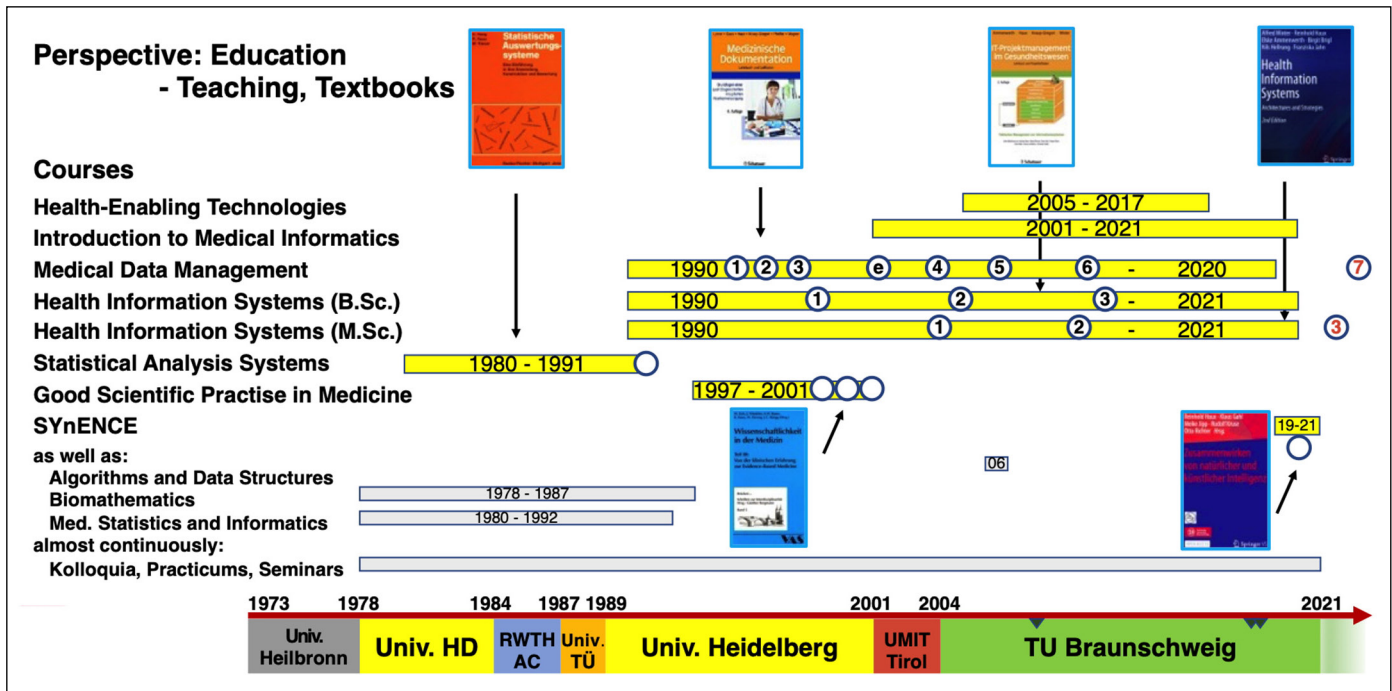 Perspective: Education
- Teaching, Textbooks
Statistische
Auswertungs-
systeme
Medizinische
Dokumentation
IT-Projektmanagement
im Gesundheitswesen
Health
Information
Systems
Architectures and Strategies
2nd Edition
Springer
Courses
Health-Enabling Technologies
2005 - 2017
Introduction to Medical Informatics
2001 - 2021
Medical Data Management
1990 1 2 3 e 4 5 6 - 2020 7
Health Information Systems (B.Sc.)
1990 1 2 3 - 2021
Health Information Systems (M.Sc.)
1990 1 2 - 2021 3
Statistical Analysis Systems
1980 - 1991
Good Scientific Practise in Medicine
1997 - 2001
SYnENCE
19-21
Wissenschaftlichkeit
in der Medizin
VAS
Zusammenwirken
von natürlicher und
künstlicher Intelligenz
Springer
as well as:
Algorithms and Data Structures
06
Biomathematics
1978 - 1987
Med. Statistics and Informatics
1980 - 1992
almost continuously:
Kolloquia, Practicums, Seminars
1973 1978 1984 1987 1989 2001 2004 2021
Univ.
Heilbronn
Univ. HD
RWTH
AC
Univ.
TÜ
Univ. Heidelberg
UMIT
Tirol
TU Braunschweig